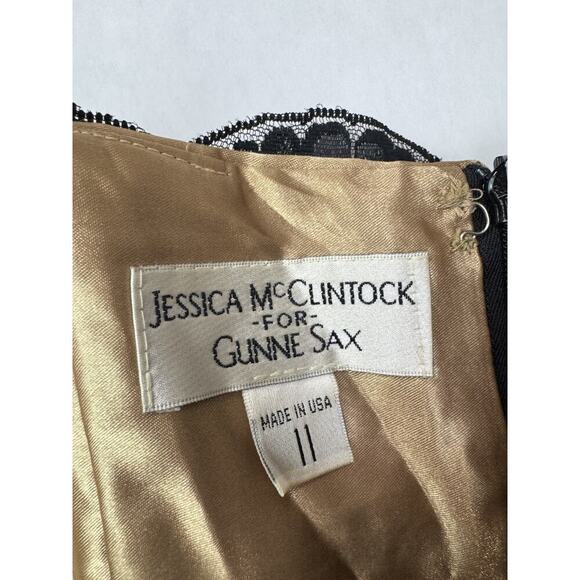 JESSICA McCLINTOCK
-FOR-
GUNNE SAX
MADE IN USA
11